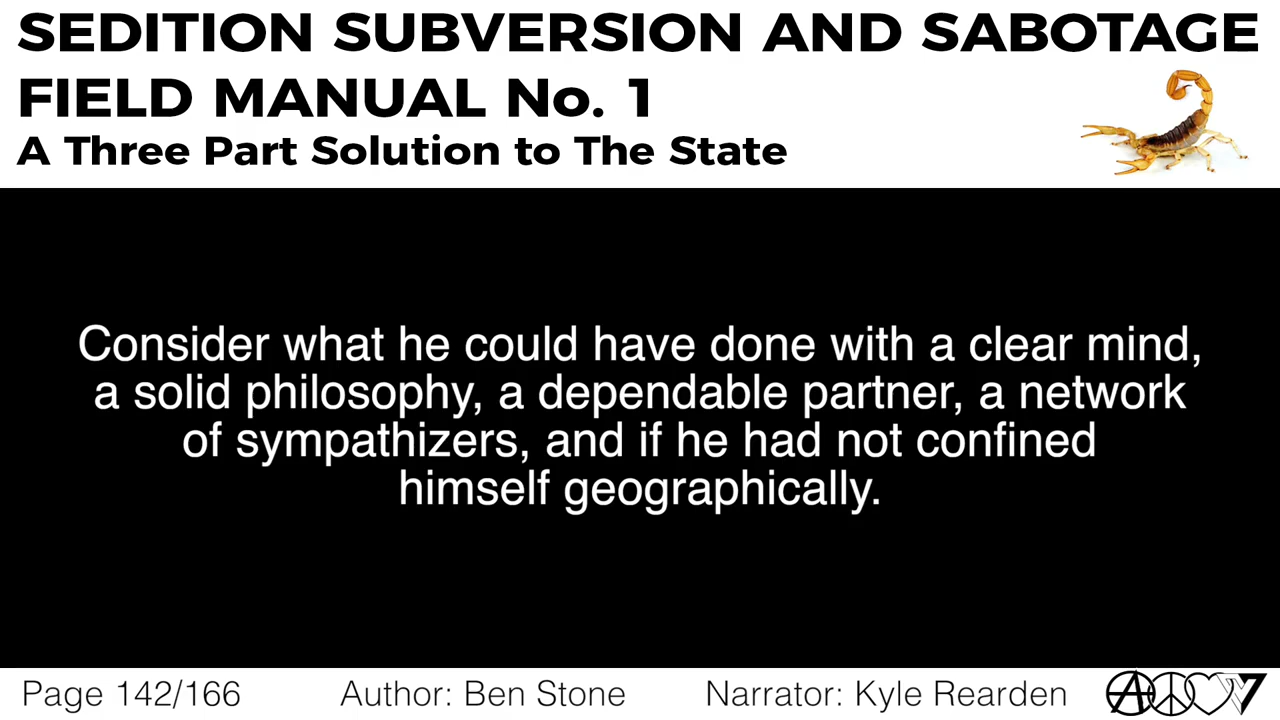 SEDITION SUBVERSION AND SABOTAGE
FIELD MANUAL No. 1
A Three Part Solution to The State
Consider what he could have done with a clear mind,
a solid philosophy, a dependable partner, a network
of sympathizers, and if he had not confined
himself geographically.
Page 142/166 Author: Ben Stone Narrator: Kyle Rearden